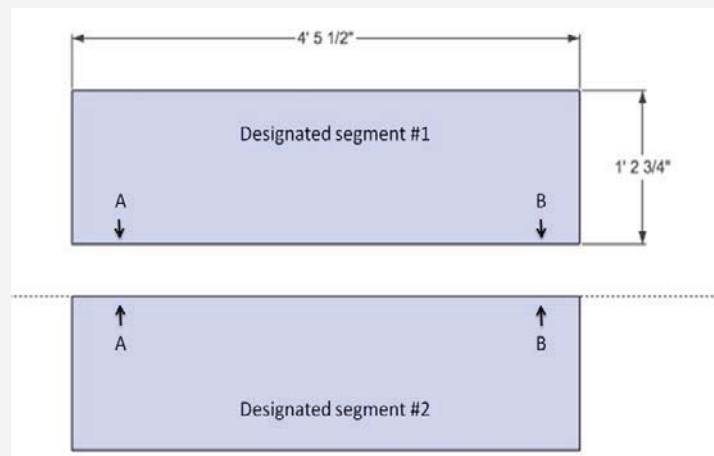 4' 5 1/2"
Designated segment #1
1' 2 3/4"
A B
A B
Designated segment #2